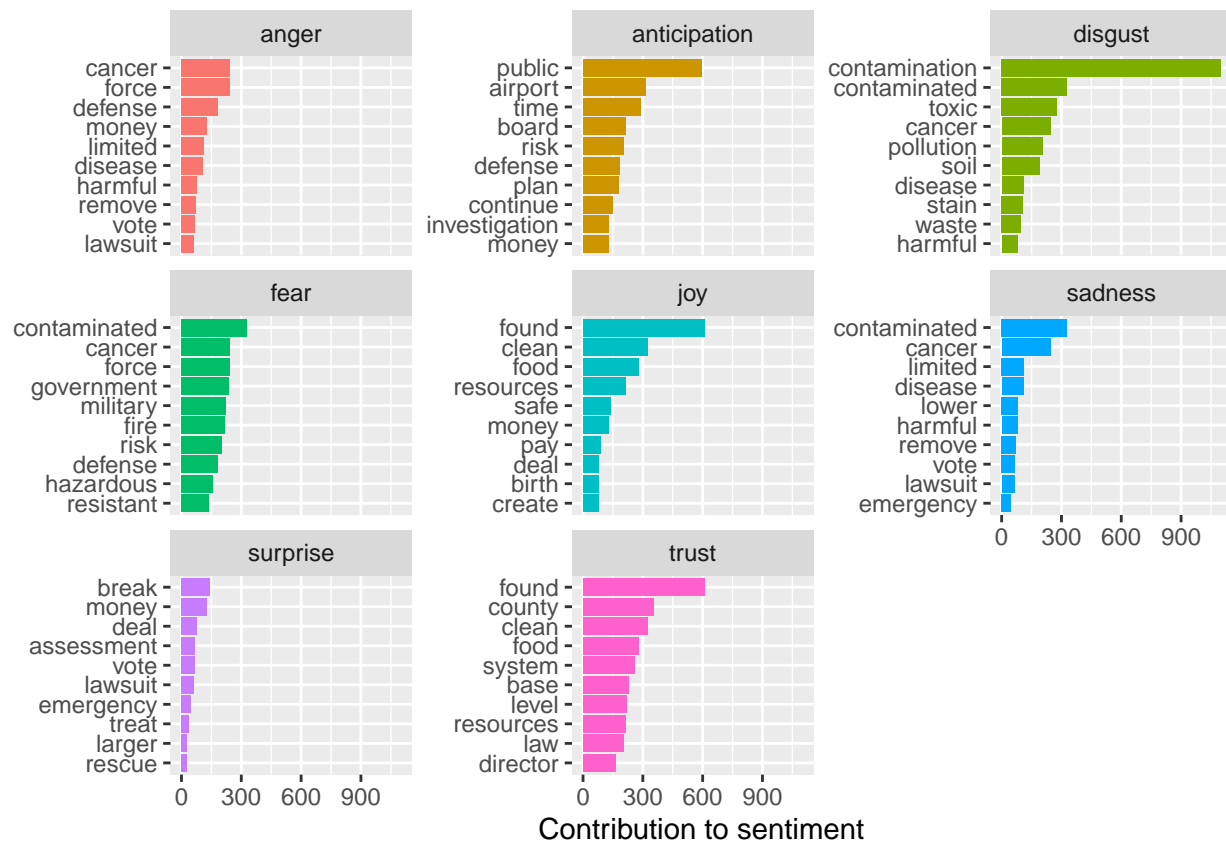 anger
cancer
force
defense
money
limited
disease
harmful
remove
vote
lawsuit
anticipation
public
airport
time
board
risk
defense
plan
continue
investigation
money
disgust
contamination
contaminated
toxic
cancer
pollution
soil
disease
stain
waste
harmful
fear
contaminated
cancer
force
government
military
fire
risk
defense
hazardous
resistant
joy
found
clean
food
resources
safe
money
pay
deal
birth
create
sadness
contaminated
cancer
limited
disease
lower
harmful
remove
vote
lawsuit
emergency
0 300 600 900
surprise
break
money
deal
assessment
vote
lawsuit
emergency
treat
larger
rescue
0 300 600 900
trust
found
county
clean
food
system
base
level
resources
law
director
0 300 600 900
Contribution to sentiment